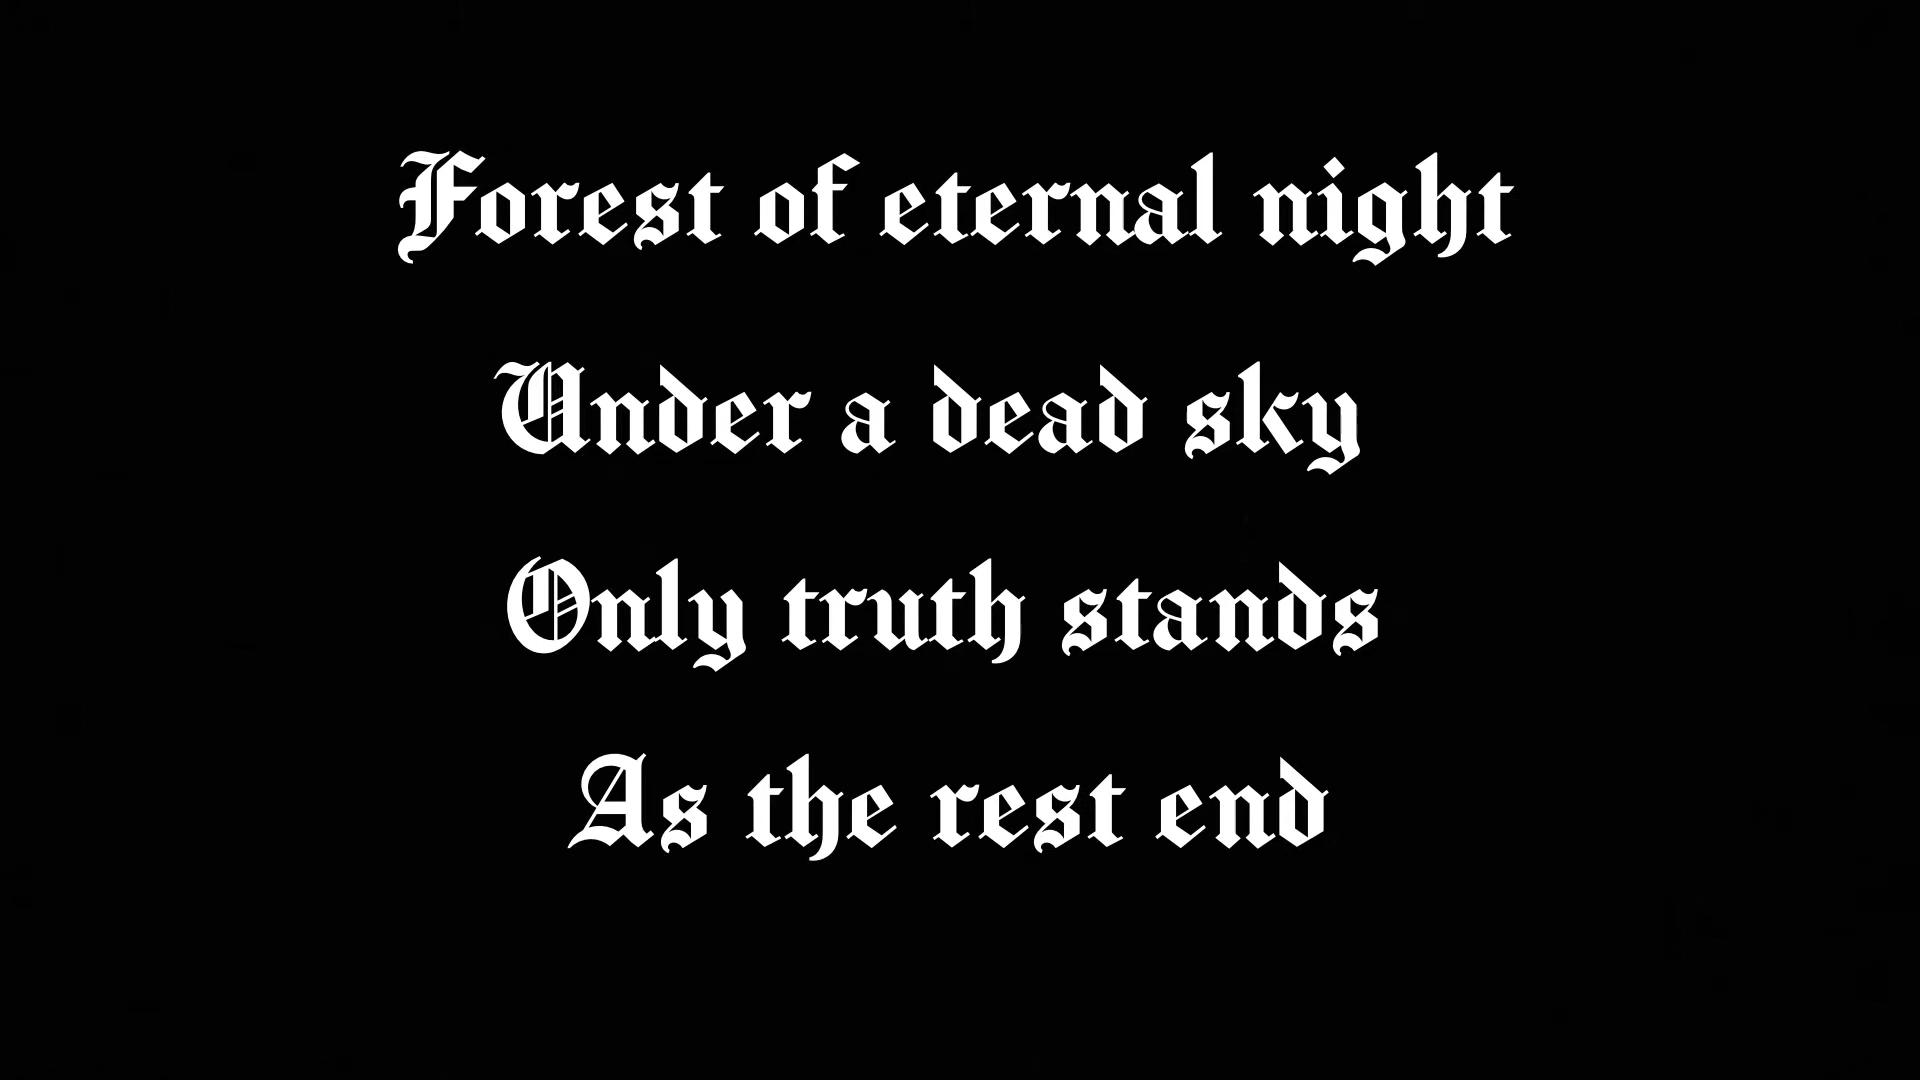 Forest of eternal night
Under a dead sky
Only truth stands
As the rest end